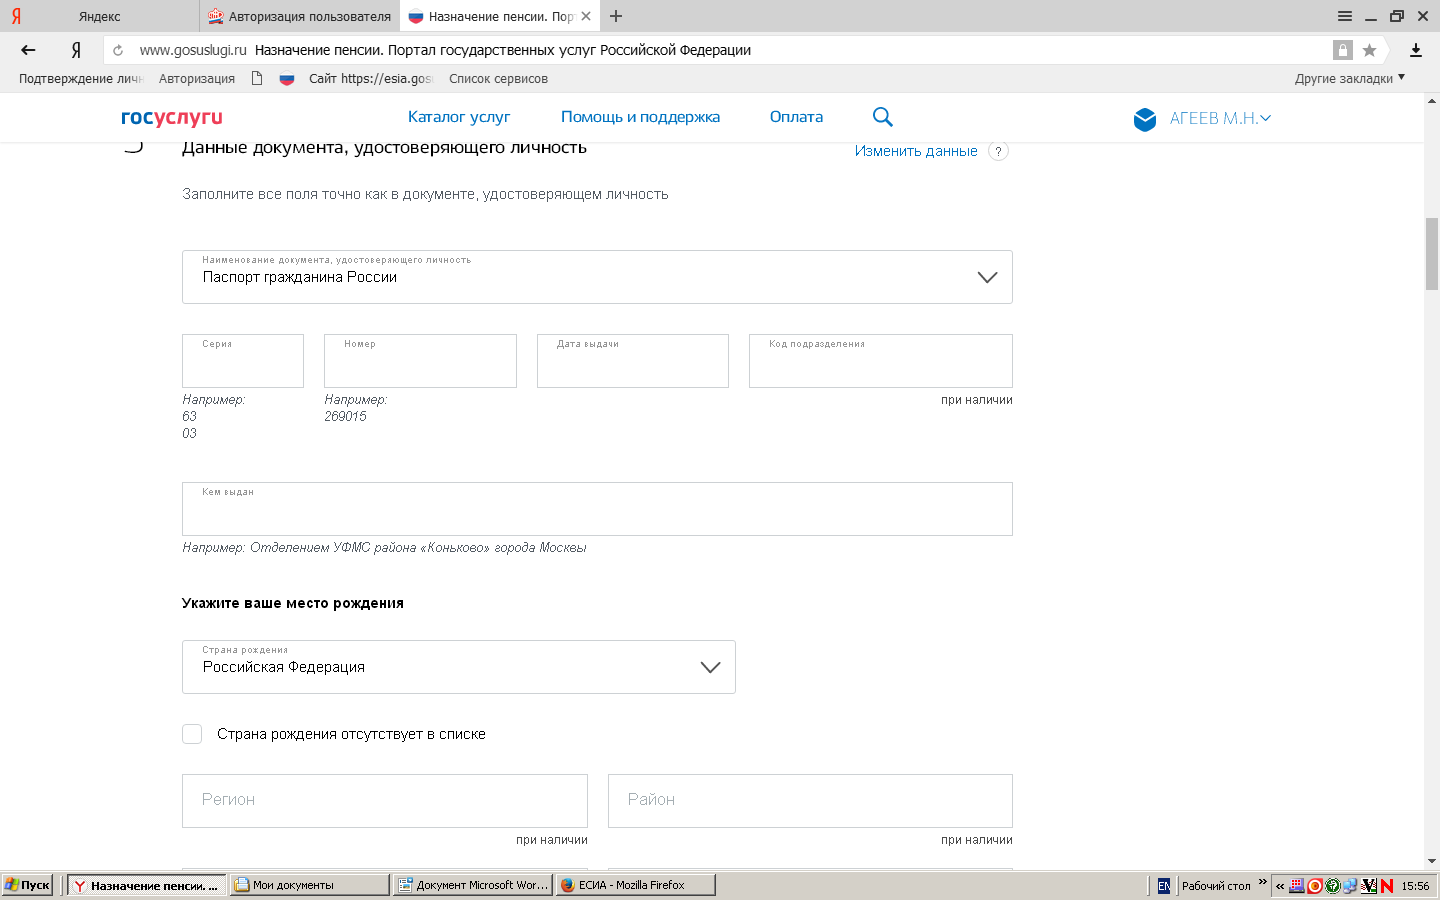 Я Яндекс Авторизация пользователя Назначение пенсии. Пор
www.gosuslugi.ru Назначение пенсии. Портал государственных услуг Российской Федерации
Подтверждение личн Авторизация Сайт https://esia.gosu Список сервисов Другие закладки
госуслуги Каталог услуг Помощь и поддержка Оплата АГЕЕВ М.Н.
Данные документа, удостоверяющего личность
Изменить данные ?
Заполните все поля точно как в документе, удостоверяющем личность
Наименование документа, удостоверяющего личность
Паспорт гражданина России
Серия Номер Дата выдачи Код подразделения
Например: Например: при наличии
63 269015
03
Кем выдан
Например: Отделением УФМС района «Коньково» города Москвы
Укажите ваше место рождения
Страна рождения
Российская Федерация
Страна рождения отсутствует в списке
Регион Район
при наличии при наличии
Пуск Назначение пенсии. ... Мои документы Документ Microsoft Wor... ЕСИА - Mozilla Firefox EN Рабочий стол » « 15:56